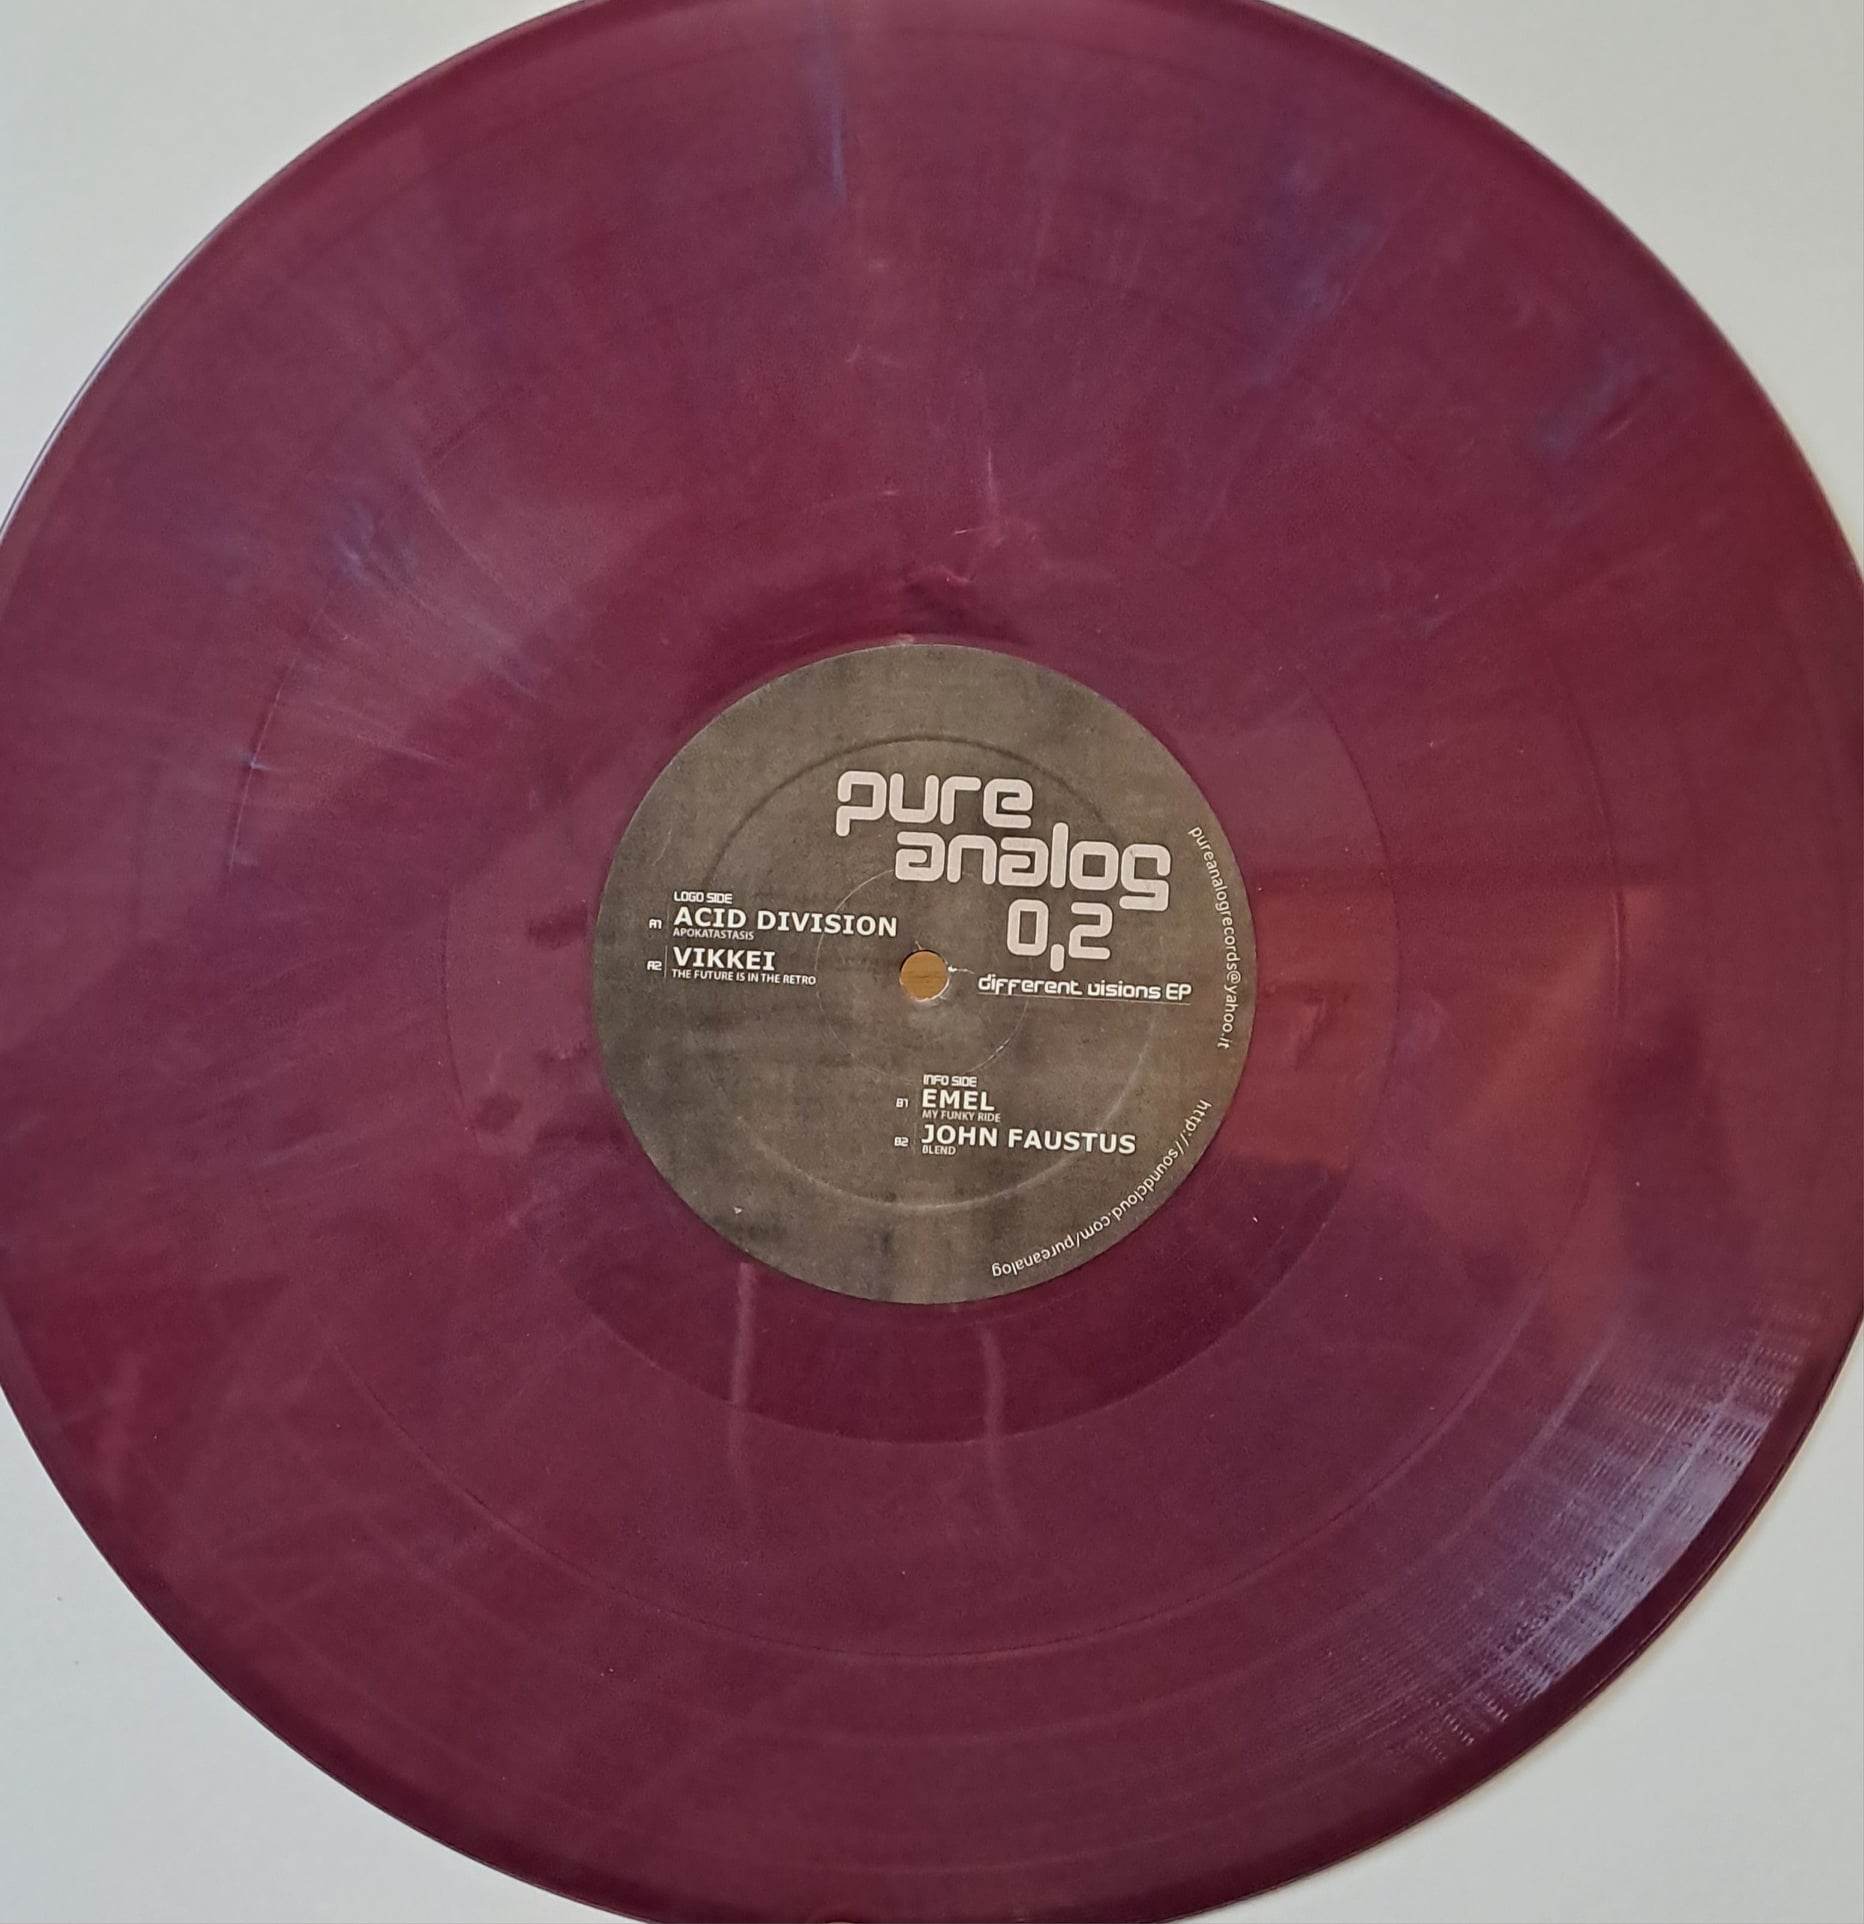 pure
analog
0,2
different visions EP
LOGO SIDE
A1 ACID DIVISION
APOKATASTASIS
A2 VIKKEI
THE FUTURE IS IN THE RETRO
INFO SIDE
B1 EMEL
MY FUNKY RIDE
B2 JOHN FAUSTUS
BLEND
pureanalogrecords@yahoo.it
http://soundcloud.com/pureanalog